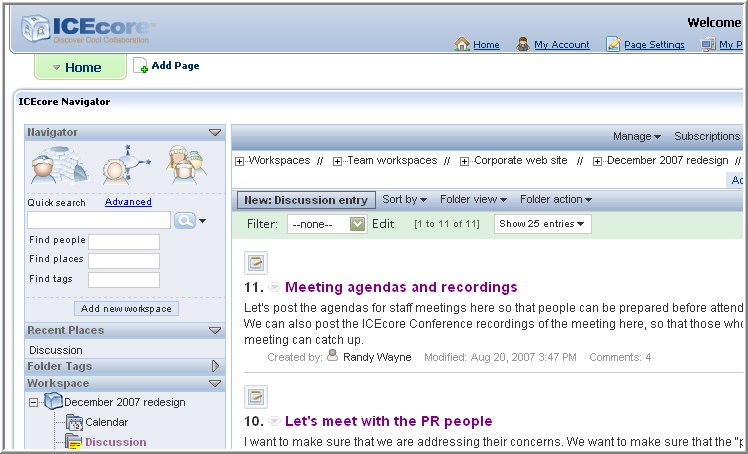 ICEcore
Discover Cool Collaboration
Welcome
Home My Account Page Settings My P
Home Add Page
ICEcore Navigator
Navigator
Quick search Advanced
Find people
Find places
Find tags
Add new workspace
Recent Places
Discussion
Folder Tags
Workspace
December 2007 redesign
Calendar
Discussion
Manage Subscriptions
Workspaces // Team workspaces // Corporate web site // December 2007 redesign //
Ac
New: Discussion entry Sort by Folder view Folder action
Filter: --none-- Edit [1 to 11 of 11] Show 25 entries
11. Meeting agendas and recordings
Let's post the agendas for staff meetings here so that people can be prepared before attend
We can also post the ICEcore Conference recordings of the meeting here, so that those who
meeting can catch up.
Created by: Randy Wayne Modified: Aug 20, 2007 3:47 PM Comments: 4
10. Let's meet with the PR people
I want to make sure that we are addressing their concerns. We want to make sure that the "p